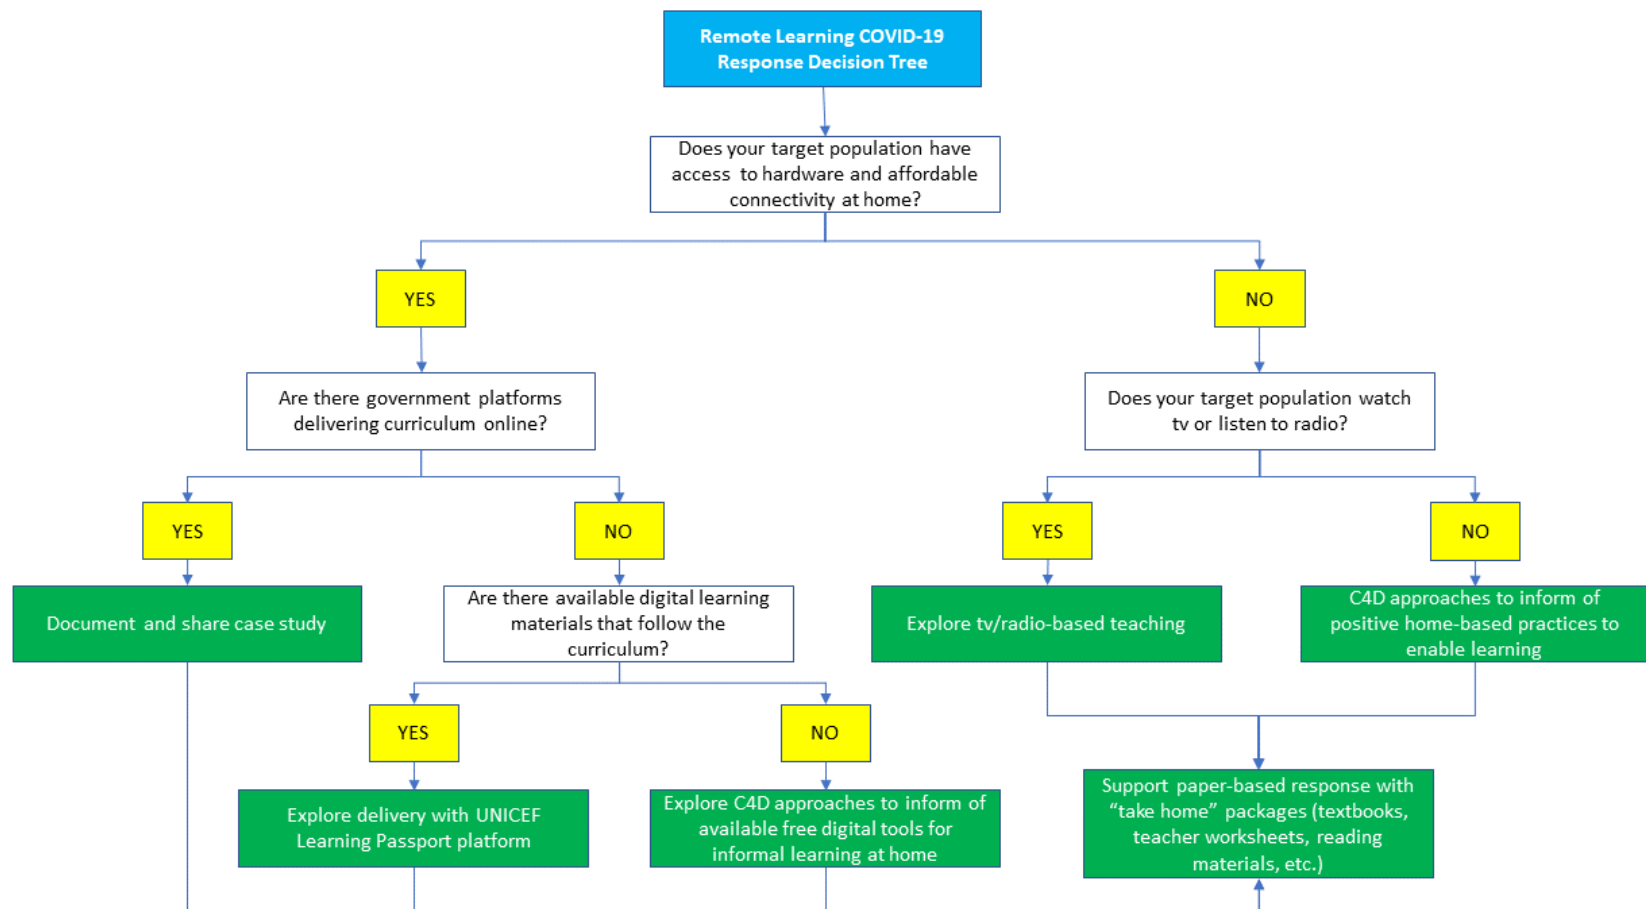 Remote Learning COVID-19
Response Decision Tree
Does your target population have
access to hardware and affordable
connectivity at home?
YES
NO
Are there government platforms
delivering curriculum online?
Does your target population watch
tv or listen to radio?
YES
NO
YES
NO
Document and share case study
Are there available digital learning
materials that follow the
curriculum?
Explore tv/radio-based teaching
C4D approaches to inform of
positive home-based practices to
enable learning
YES
NO
Explore delivery with UNICEF
Learning Passport platform
Explore C4D approaches to inform of
available free digital tools for
informal learning at home
Support paper-based response with
“take home” packages (textbooks,
teacher worksheets, reading
materials, etc.)